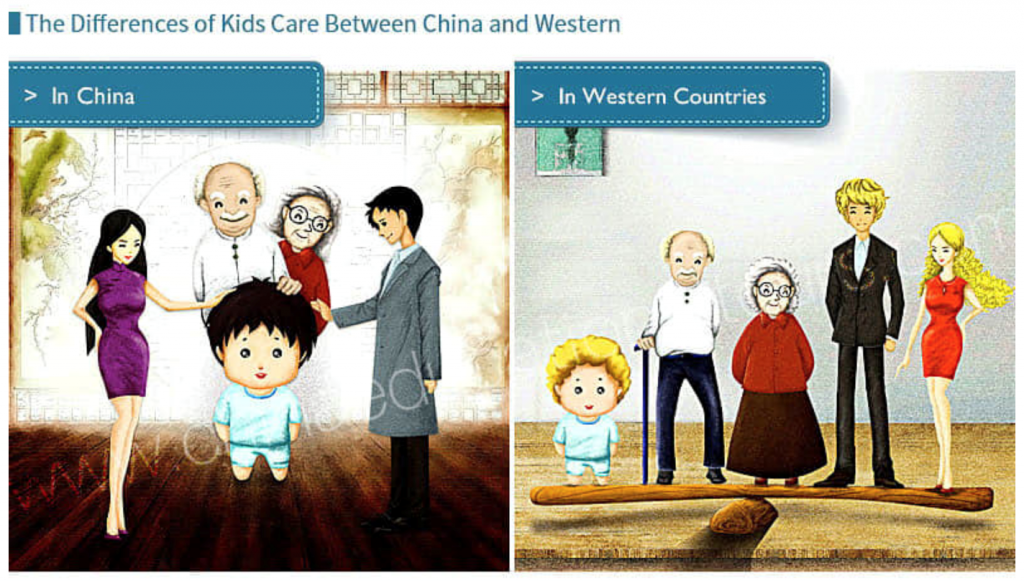 The Differences of Kids Care Between China and Western
> In China
> In Western Countries